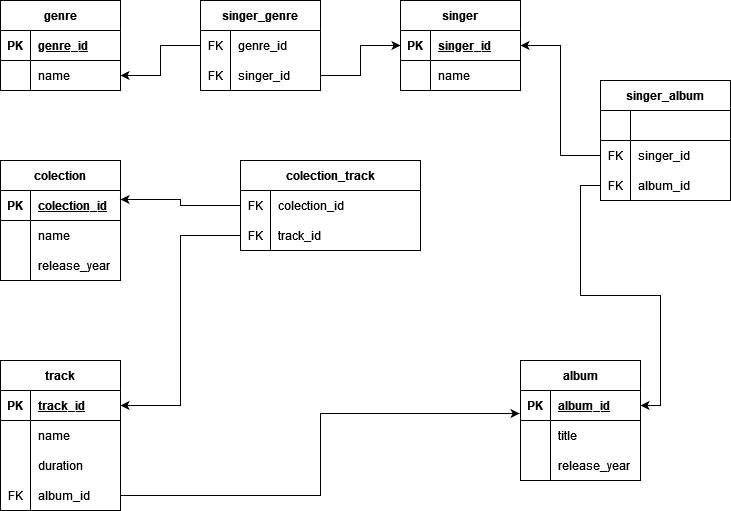 genre
PK genre_id
name
singer_genre
FK genre_id
FK singer_id
singer
PK singer_id
name
singer_album
FK singer_id
FK album_id
colection
PK colection_id
name
release_year
colection_track
FK colection_id
FK track_id
track
PK track_id
name
duration
FK album_id
album
PK album_id
title
release_year